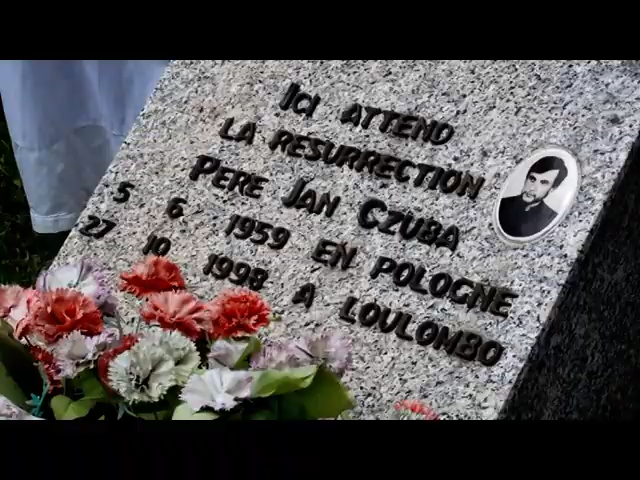 Ici ATTEND
LA RESURRECTION
PERE JAN CZUBA
5 6 1959 EN POLOGNE
27 10 1998 A LOULOMBO